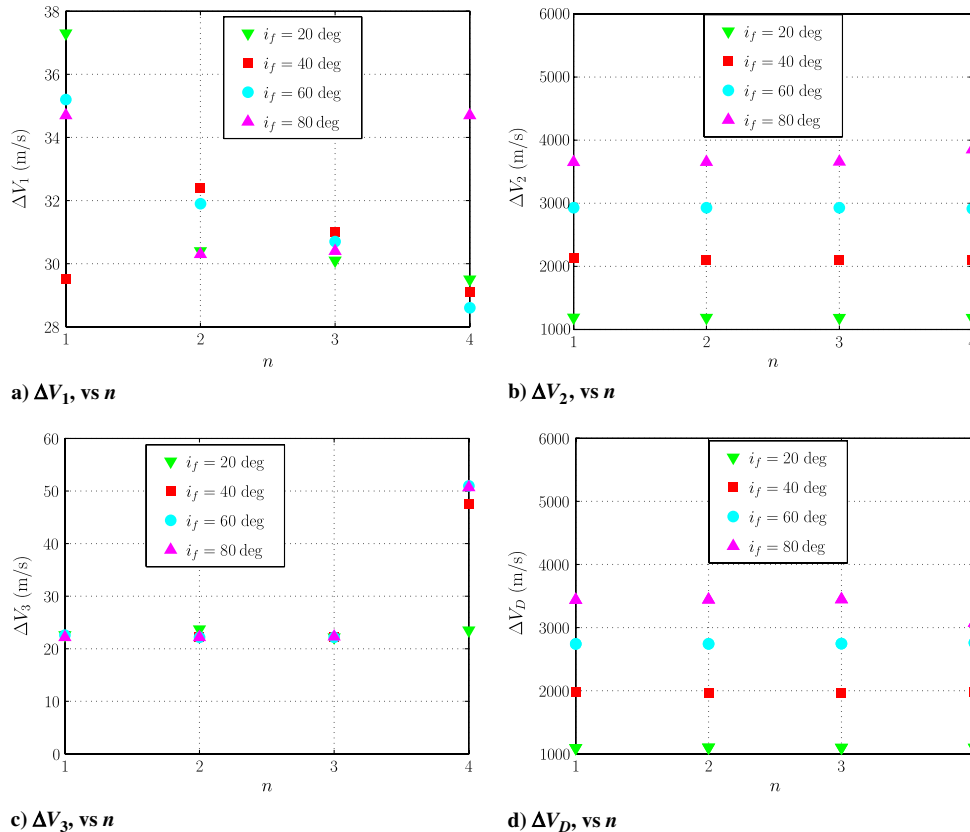 38
36
34
32
30
28
1
2
3
4
ΔV₁ (m/s)
n
i_f = 20 deg
i_f = 40 deg
i_f = 60 deg
i_f = 80 deg
a) ΔV₁, vs n
6000
5000
4000
3000
2000
1000
1
2
3
ΔV₂ (m/s)
n
i_f = 20 deg
i_f = 40 deg
i_f = 60 deg
i_f = 80 deg
b) ΔV₂, vs n
60
50
40
30
20
10
0
1
2
3
4
ΔV₃ (m/s)
n
i_f = 20 deg
i_f = 40 deg
i_f = 60 deg
i_f = 80 deg
c) ΔV₃, vs n
6000
5000
4000
3000
2000
1000
1
2
3
ΔV_D (m/s)
n
i_f = 20 deg
i_f = 40 deg
i_f = 60 deg
i_f = 80 deg
d) ΔV_D, vs n